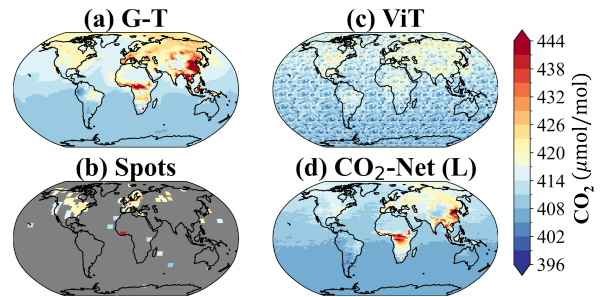 (a) G-T
(c) ViT
(b) Spots
(d) CO₂-Net (L)
444
438
432
426
420
414
408
402
396
CO₂ (μmol/mol)